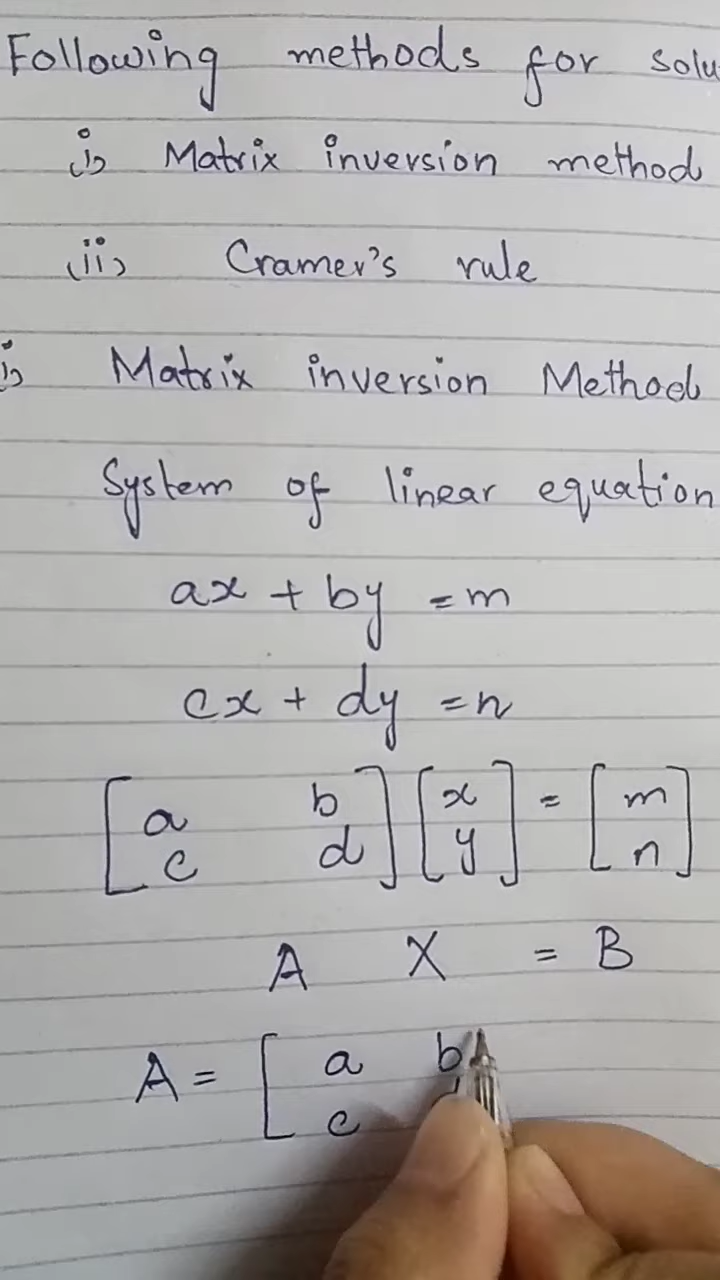 Following methods for solu
(i) Matrix inversion method
(ii) Cramer's rule
i) Matrix inversion Method
System of linear equation
ax + by = m
cx + dy = n
[a b [x = [m
c d] y] n]
A X = B
A = [a b
c